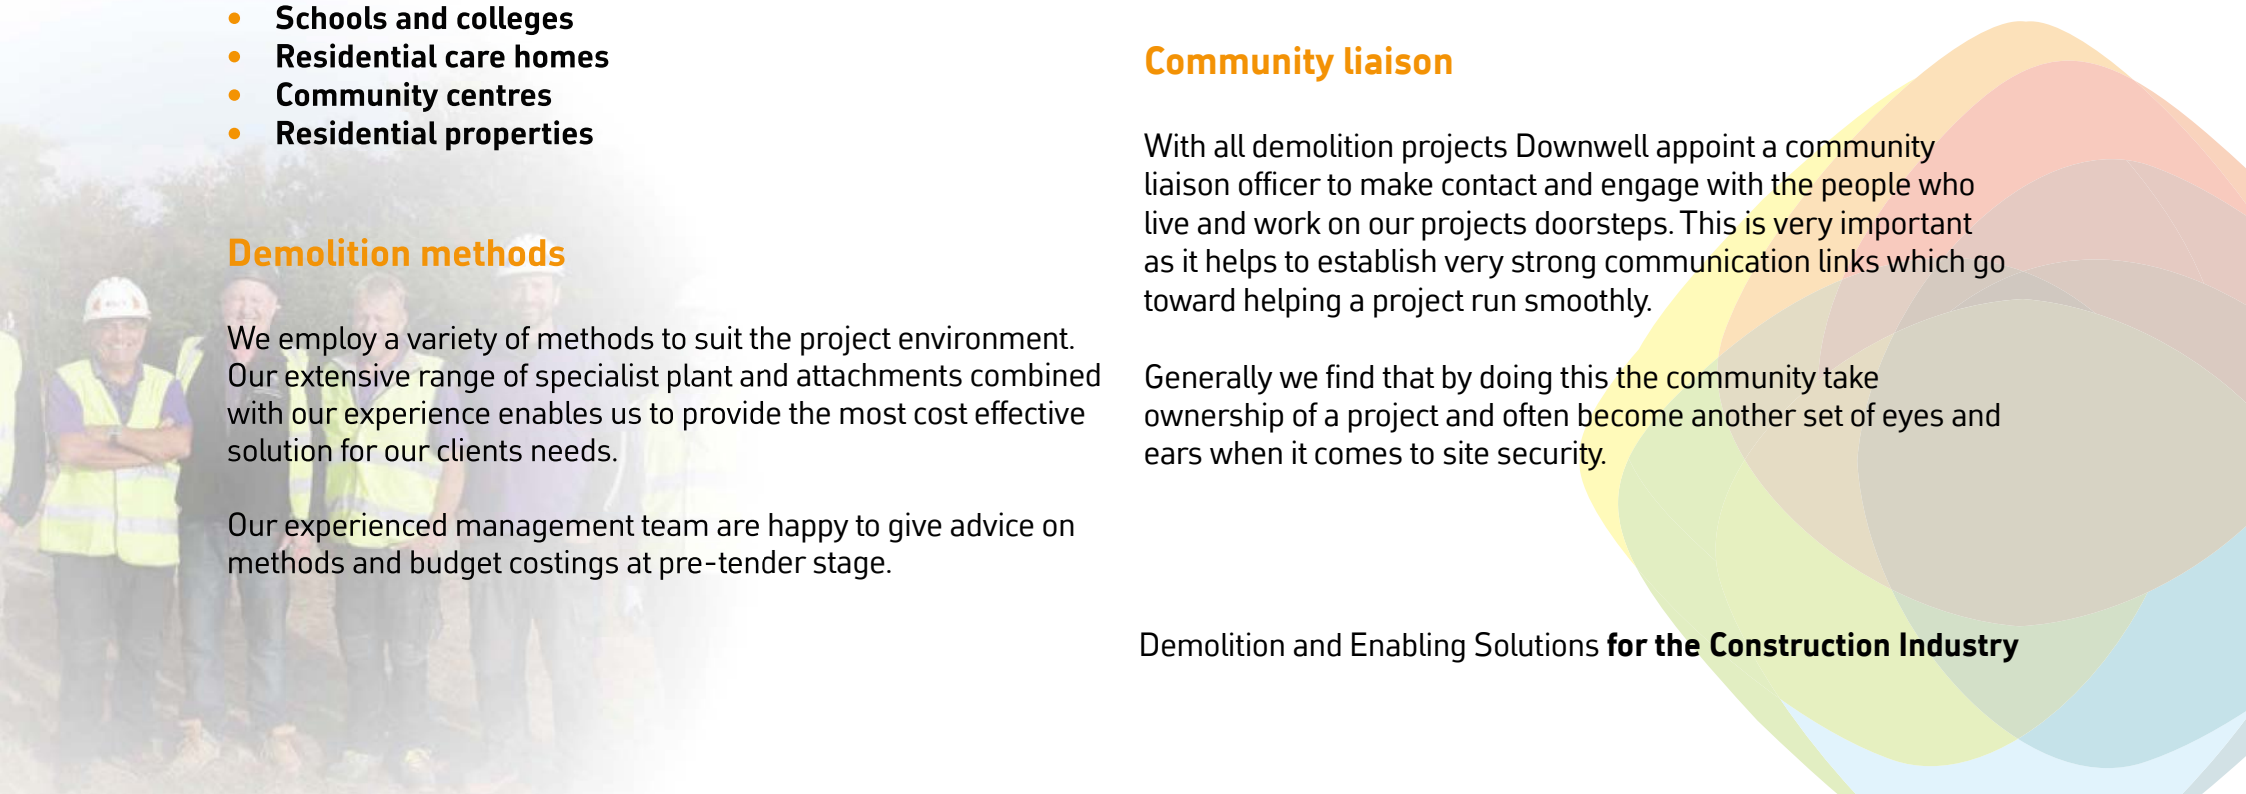 • Schools and colleges
• Residential care homes
• Community centres
• Residential properties
Demolition methods
We employ a variety of methods to suit the project environment.
Our extensive range of specialist plant and attachments combined
with our experience enables us to provide the most cost effective
solution for our clients needs.
Our experienced management team are happy to give advice on
methods and budget costings at pre-tender stage.
Community liaison
With all demolition projects Downwell appoint a community
liaison officer to make contact and engage with the people who
live and work on our projects doorsteps. This is very important
as it helps to establish very strong communication links which go
toward helping a project run smoothly.
Generally we find that by doing this the community take
ownership of a project and often become another set of eyes and
ears when it comes to site security.
Demolition and Enabling Solutions for the Construction Industry